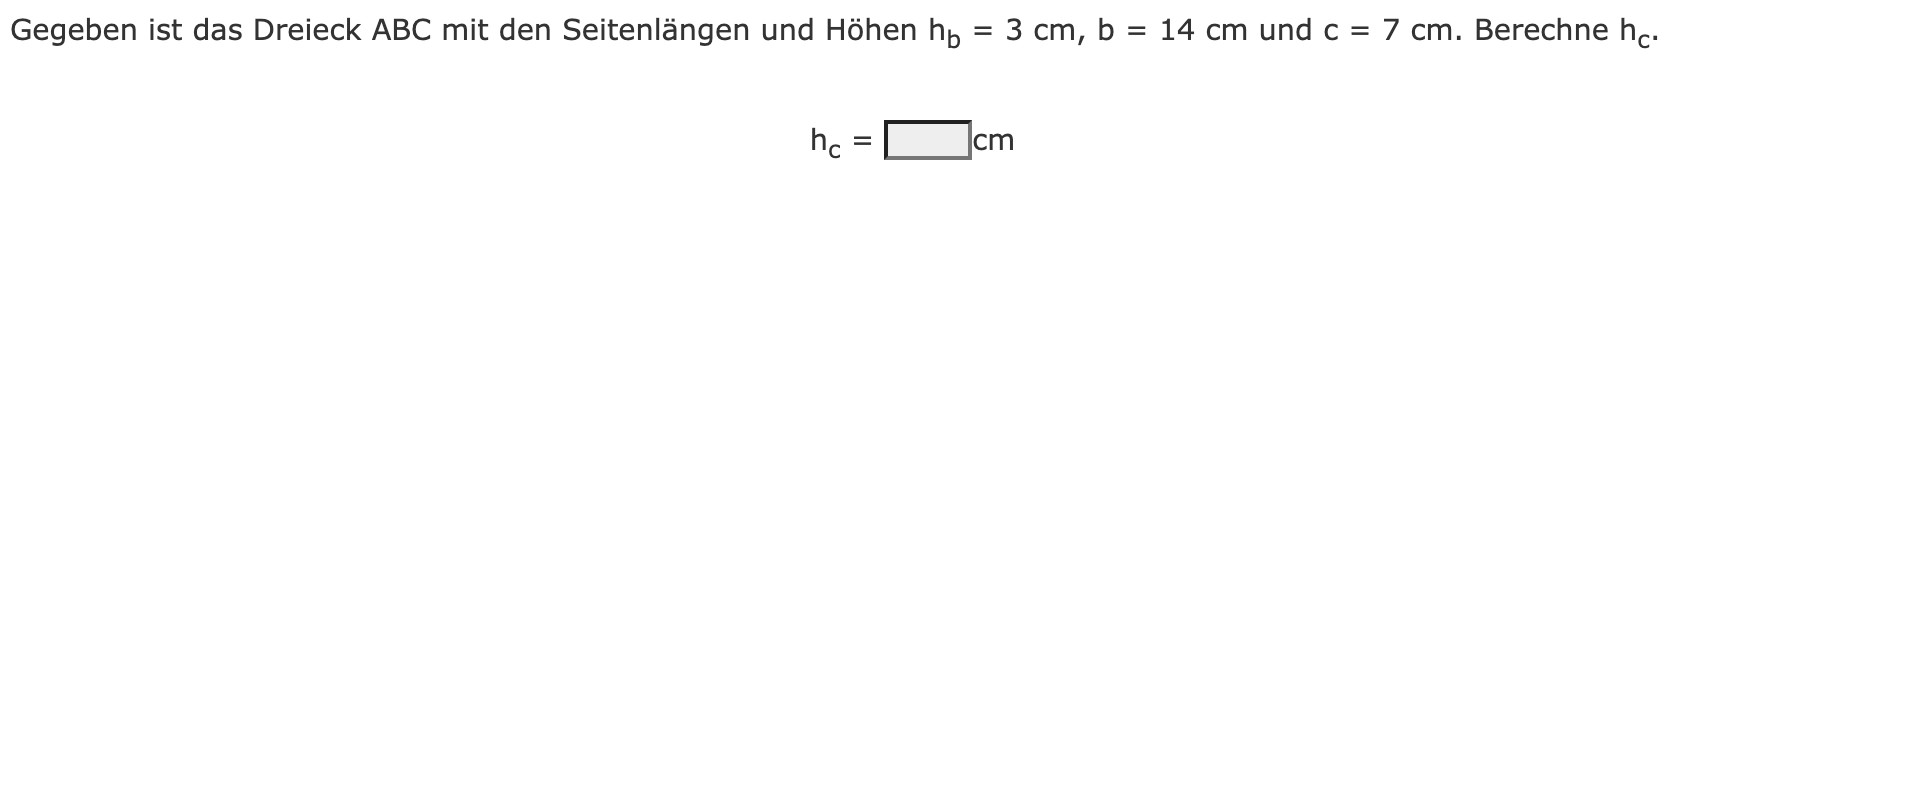 Gegeben ist das Dreieck ABC mit den Seitenlängen und Höhen h_b = 3 cm, b = 14 cm und c = 7 cm. Berechne h_c.
h_c = cm